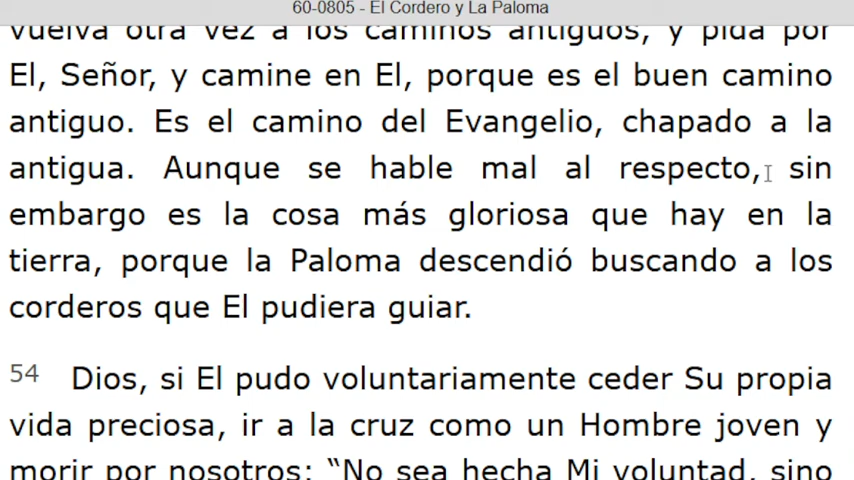 60-0805 - El Cordero y La Paloma
vuelva otra vez a los caminos antiguos, y pida por
El, Señor, y camine en El, porque es el buen camino
antiguo. Es el camino del Evangelio, chapado a la
antigua. Aunque se hable mal al respecto, sin
embargo es la cosa más gloriosa que hay en la
tierra, porque la Paloma descendió buscando a los
corderos que El pudiera guiar.
54 Dios, si El pudo voluntariamente ceder Su propia
vida preciosa, ir a la cruz como un Hombre joven y
morir por nosotros: “No sea hecha Mi voluntad, sino